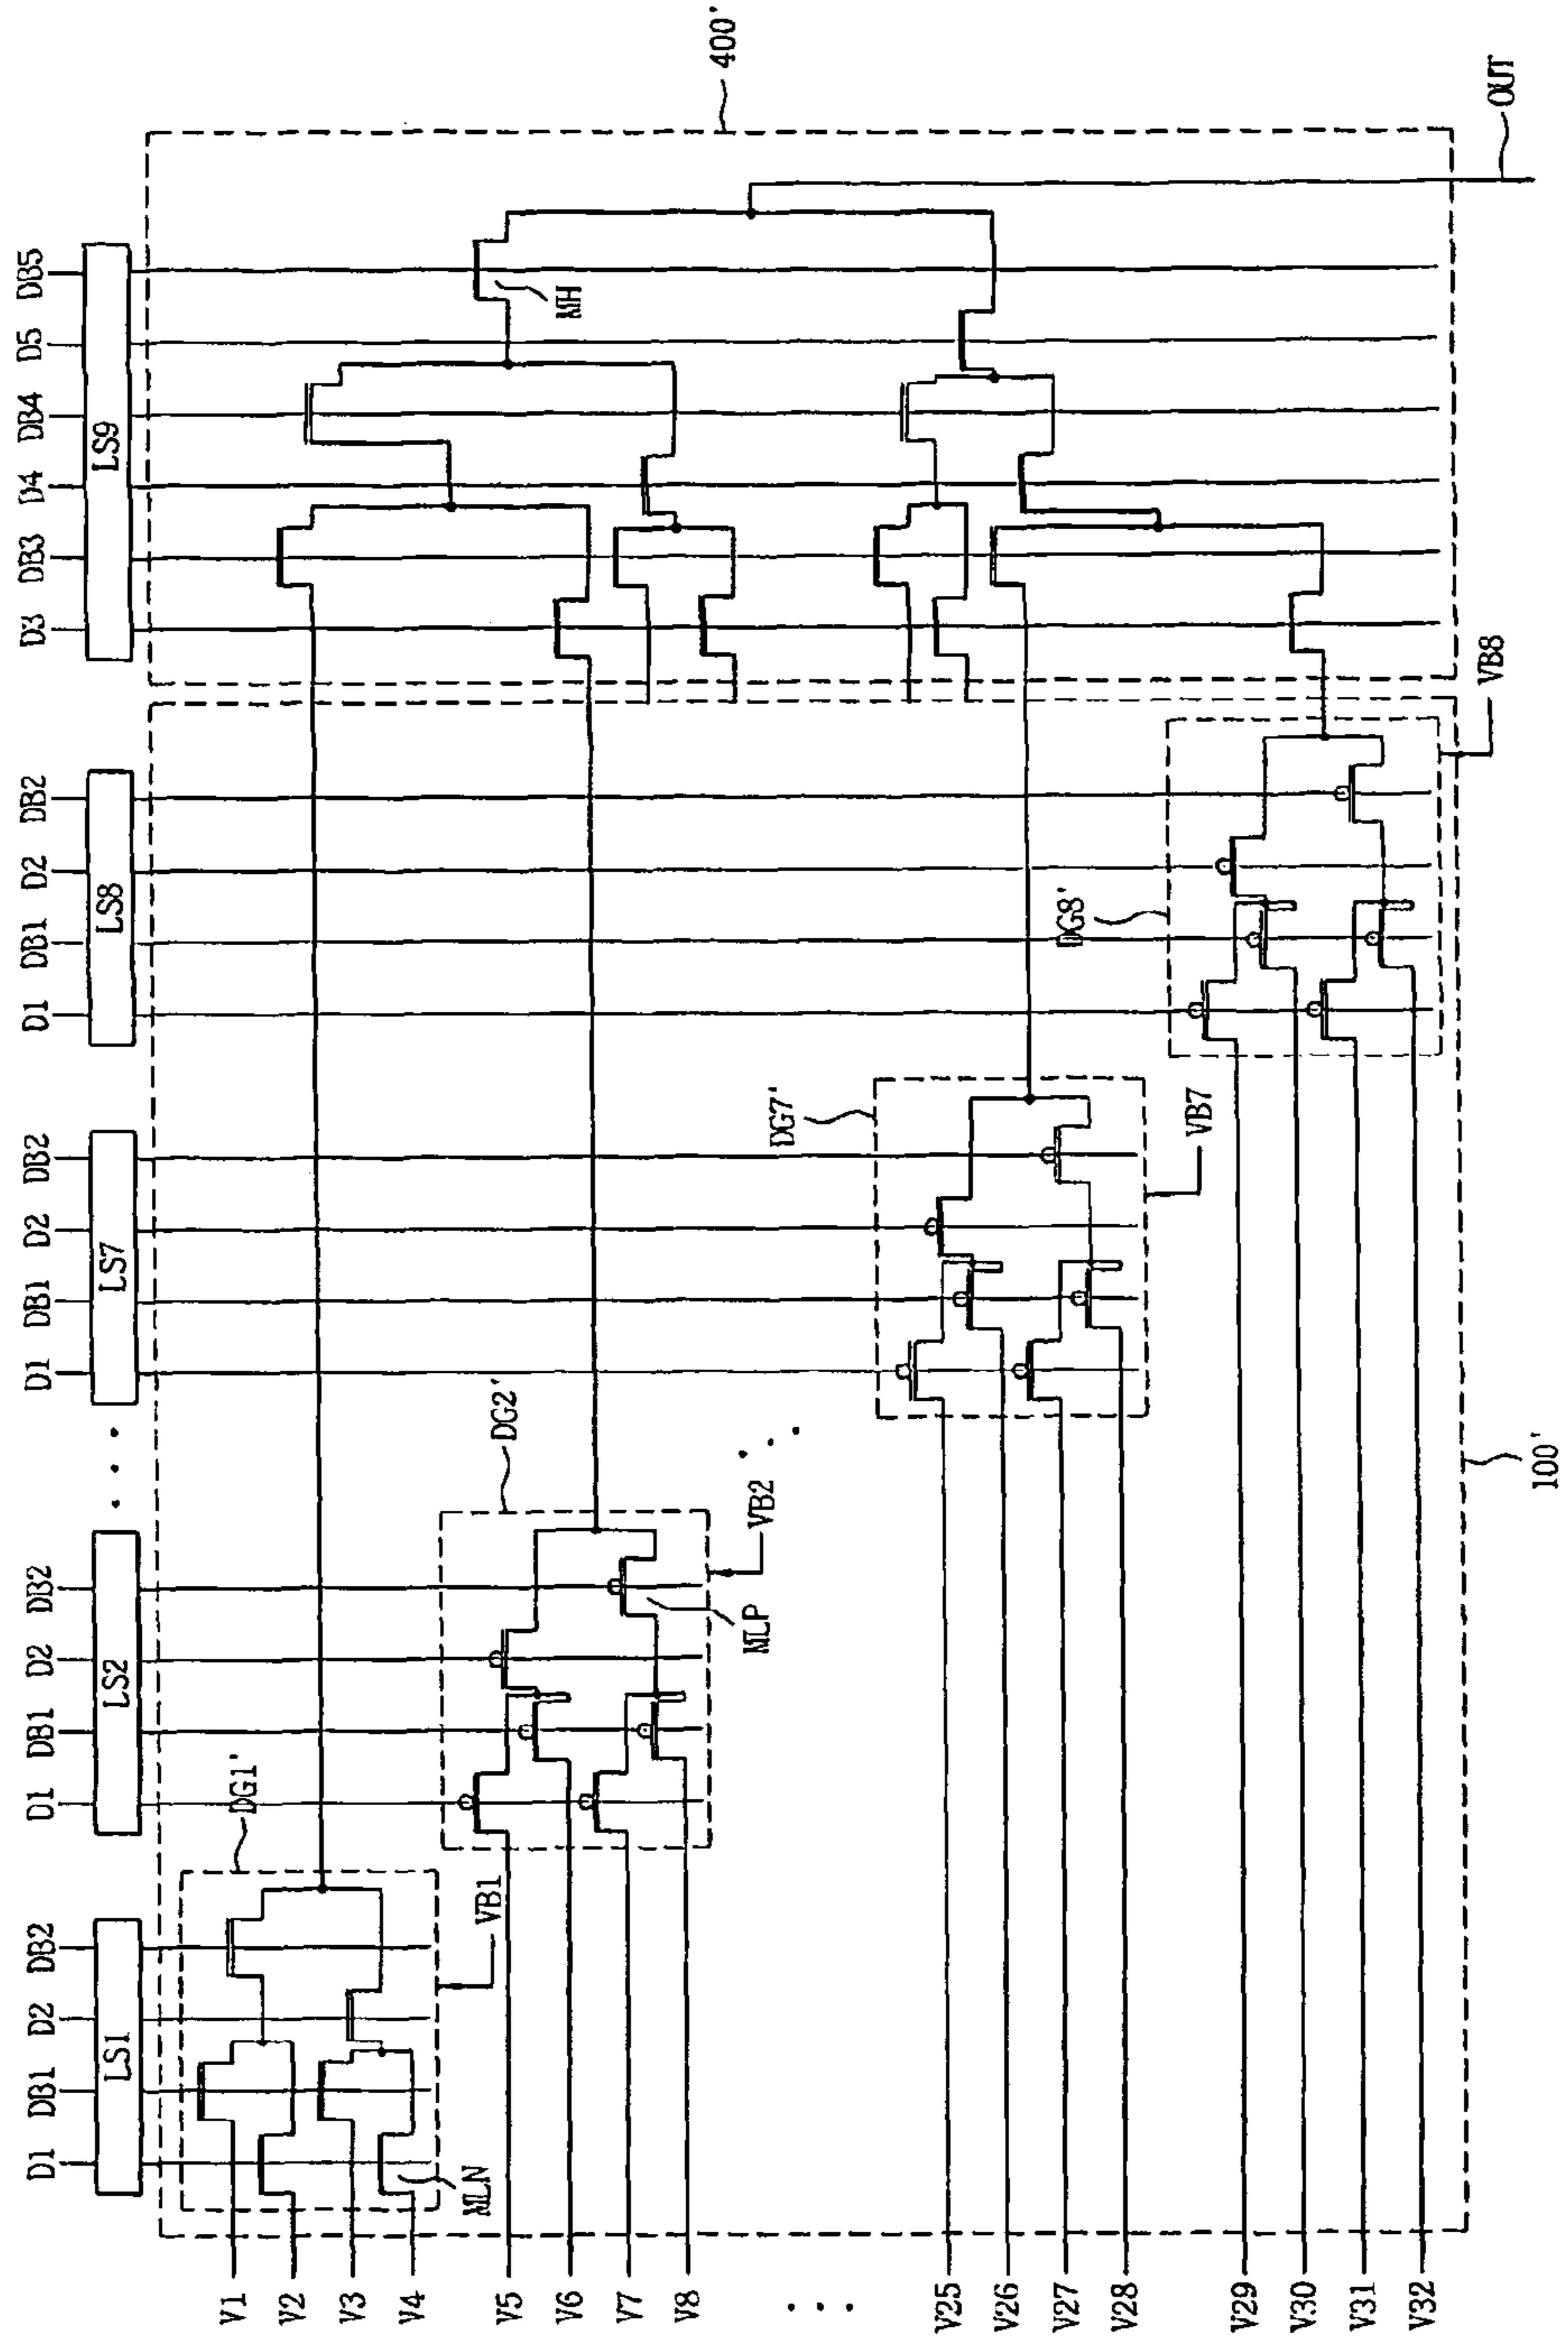 D1 DB1 D2 DB2 D1 DB1 D2 DB2 D1 DB1 D2 DB2 D1 DB1 D2 DB2 D3 DB3 D4 DB4 D5 DB5
LS1 LS2 . . . LS7 LS8 LS9
400'
DG1'
V1
V2
V3
V4
MLN
VB1
DG2'
V5
V6
V7
V8
MLP
VB2
MH
. . .
. . .
DG7'
V25
V26
V27
V28
VB7
DG8'
V29
V30
V31
V32
VB8
OUT
100'